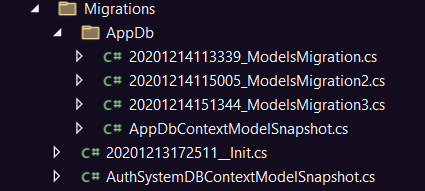 Migrations
AppDb
C# 20201214113339_ModelsMigration.cs
C# 20201214115005_ModelsMigration2.cs
C# 20201214151344_ModelsMigration3.cs
C# AppDbContextModelSnapshot.cs
C# 20201213172511__Init.cs
C# AuthSystemDBContextModelSnapshot.cs